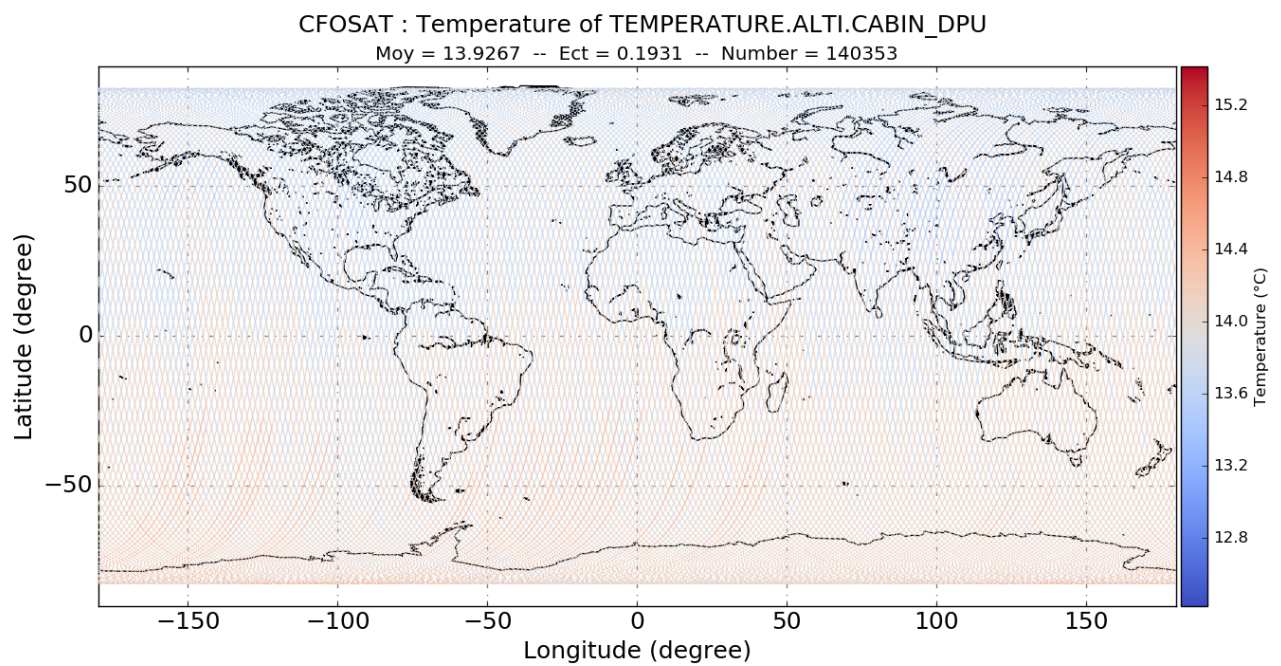 CFOSAT : Temperature of TEMPERATURE.ALTI.CABIN_DPU
Moy = 13.9267 -- Ect = 0.1931 -- Number = 140353
Latitude (degree)
50
0
−50
−150 −100 −50 0 50 100 150
Longitude (degree)
15.2
14.8
14.4
14.0
13.6
13.2
12.8
Temperature (°C)